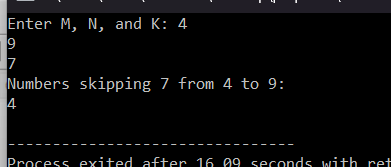 Enter M, N, and K: 4
9
7
Numbers skipping 7 from 4 to 9:
4
--------------------------------
Process exited after 16.09 seconds with ret